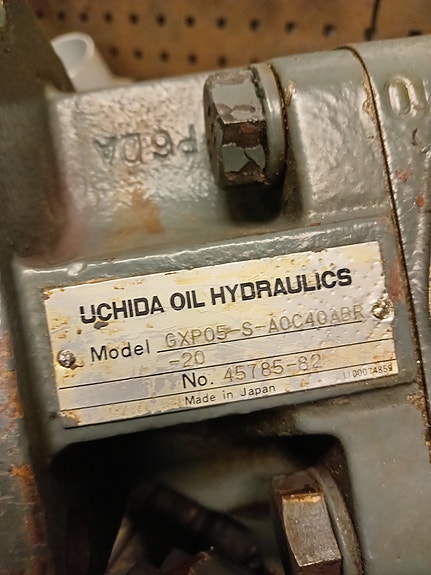 UCHIDA OIL HYDRAULICS
Model GXP05-S-A0C40ABR
-20
No. 45785-82
Made in Japan